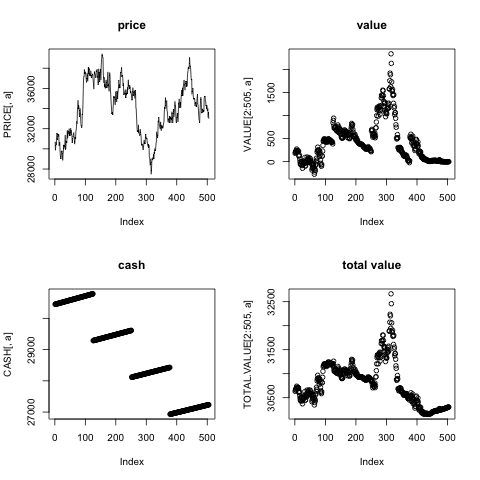 price
PRICE[, a]
28000 32000 36000
0 100 200 300 400 500
Index
value
VALUE[2:505, a]
0 500 1500
0 100 200 300 400 500
Index
cash
CASH[, a]
27000 29000
0 100 200 300 400 500
Index
total value
TOTAL.VALUE[2:505, a]
30500 31500 32500
0 100 200 300 400 500
Index